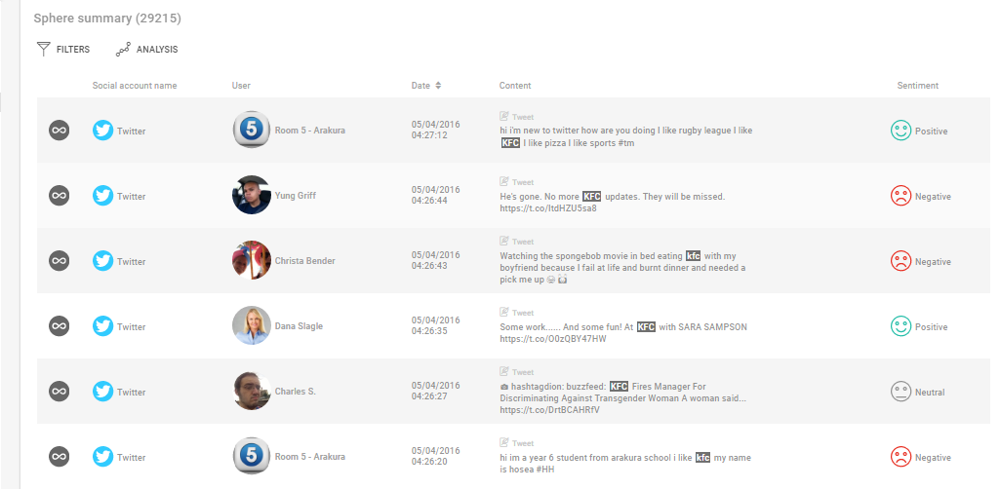 Sphere summary (29215)
FILTERS ANALYSIS
Social account name User Date Content Sentiment
Tweet
Twitter 5 Room 5 - Arakura 05/04/2016 04:27:12 hi i'm new to twitter how are you doing I like rugby league I like
KFC I like pizza I like sports #tm
Positive
Tweet
Twitter Yung Griff 05/04/2016 04:26:44 He's gone. No more KFC updates. They will be missed.
https://t.co/ItdHZU5sa8
Negative
Tweet
Twitter Christa Bender 05/04/2016 04:26:43 Watching the spongebob movie in bed eating kfc with my
boyfriend because I fail at life and burnt dinner and needed a
pick me up
Negative
Tweet
Twitter Dana Slagle 05/04/2016 04:26:35 Some work...... And some fun! At KFC with SARA SAMPSON
https://t.co/O0zQBY47HW
Positive
Tweet
Twitter Charles S. 05/04/2016 04:26:27 hashtagdion: buzzfeed: KFC Fires Manager For
Discriminating Against Transgender Woman A woman said...
https://t.co/DrtBCAHRfV
Neutral
Tweet
Twitter 5 Room 5 - Arakura 05/04/2016 04:26:20 hi im a year 6 student from arakura school i like kfc my name
is hosea #HH
Negative